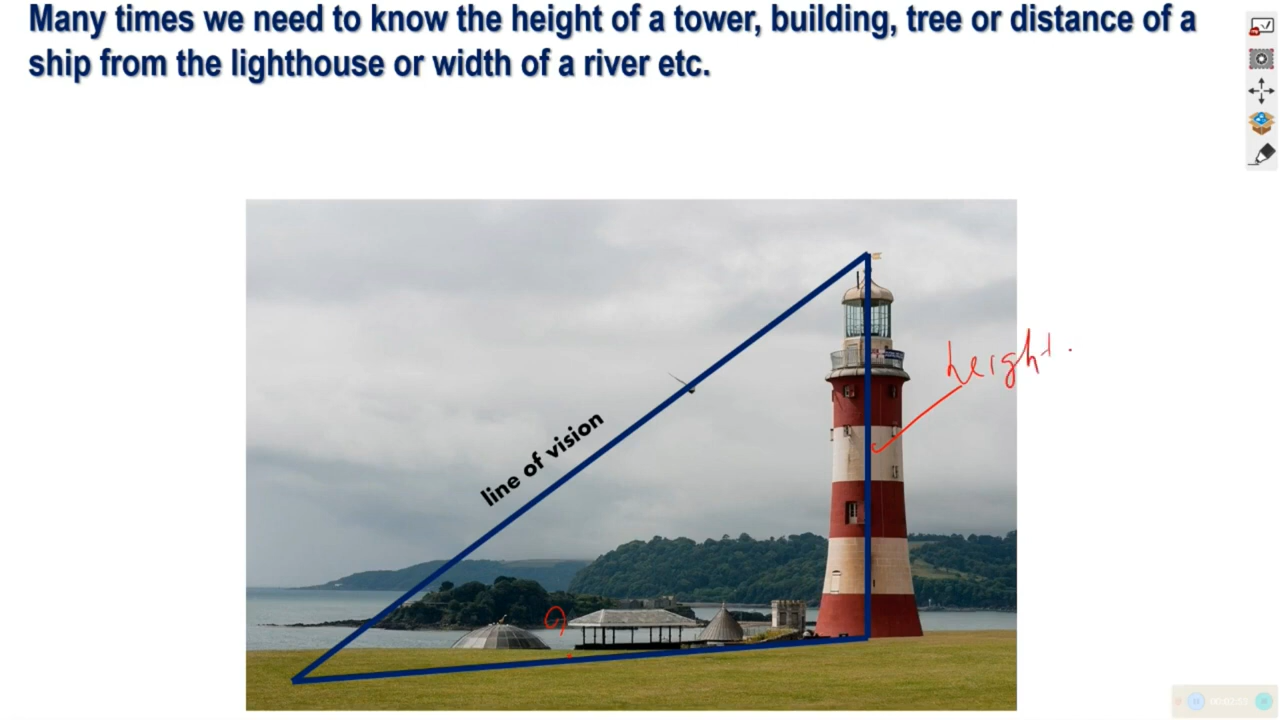 Many times we need to know the height of a tower, building, tree or distance of a
ship from the lighthouse or width of a river etc.
height.
line of vision